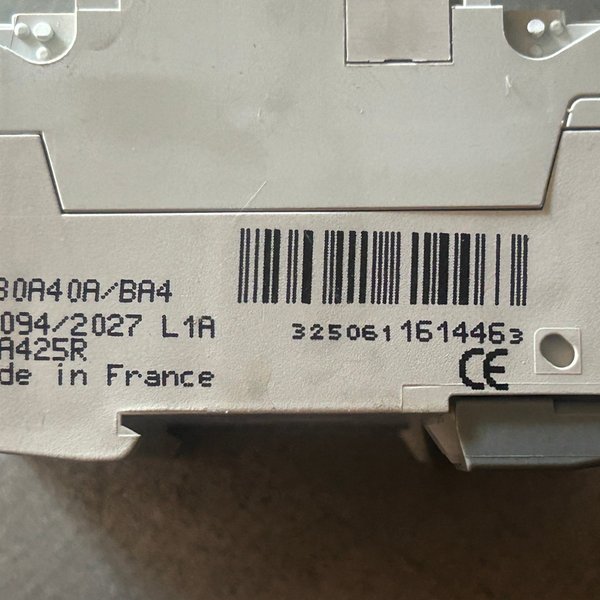 30A40A/BA4
094/2027 L1A
A425R
de in France
3250611614463
CE